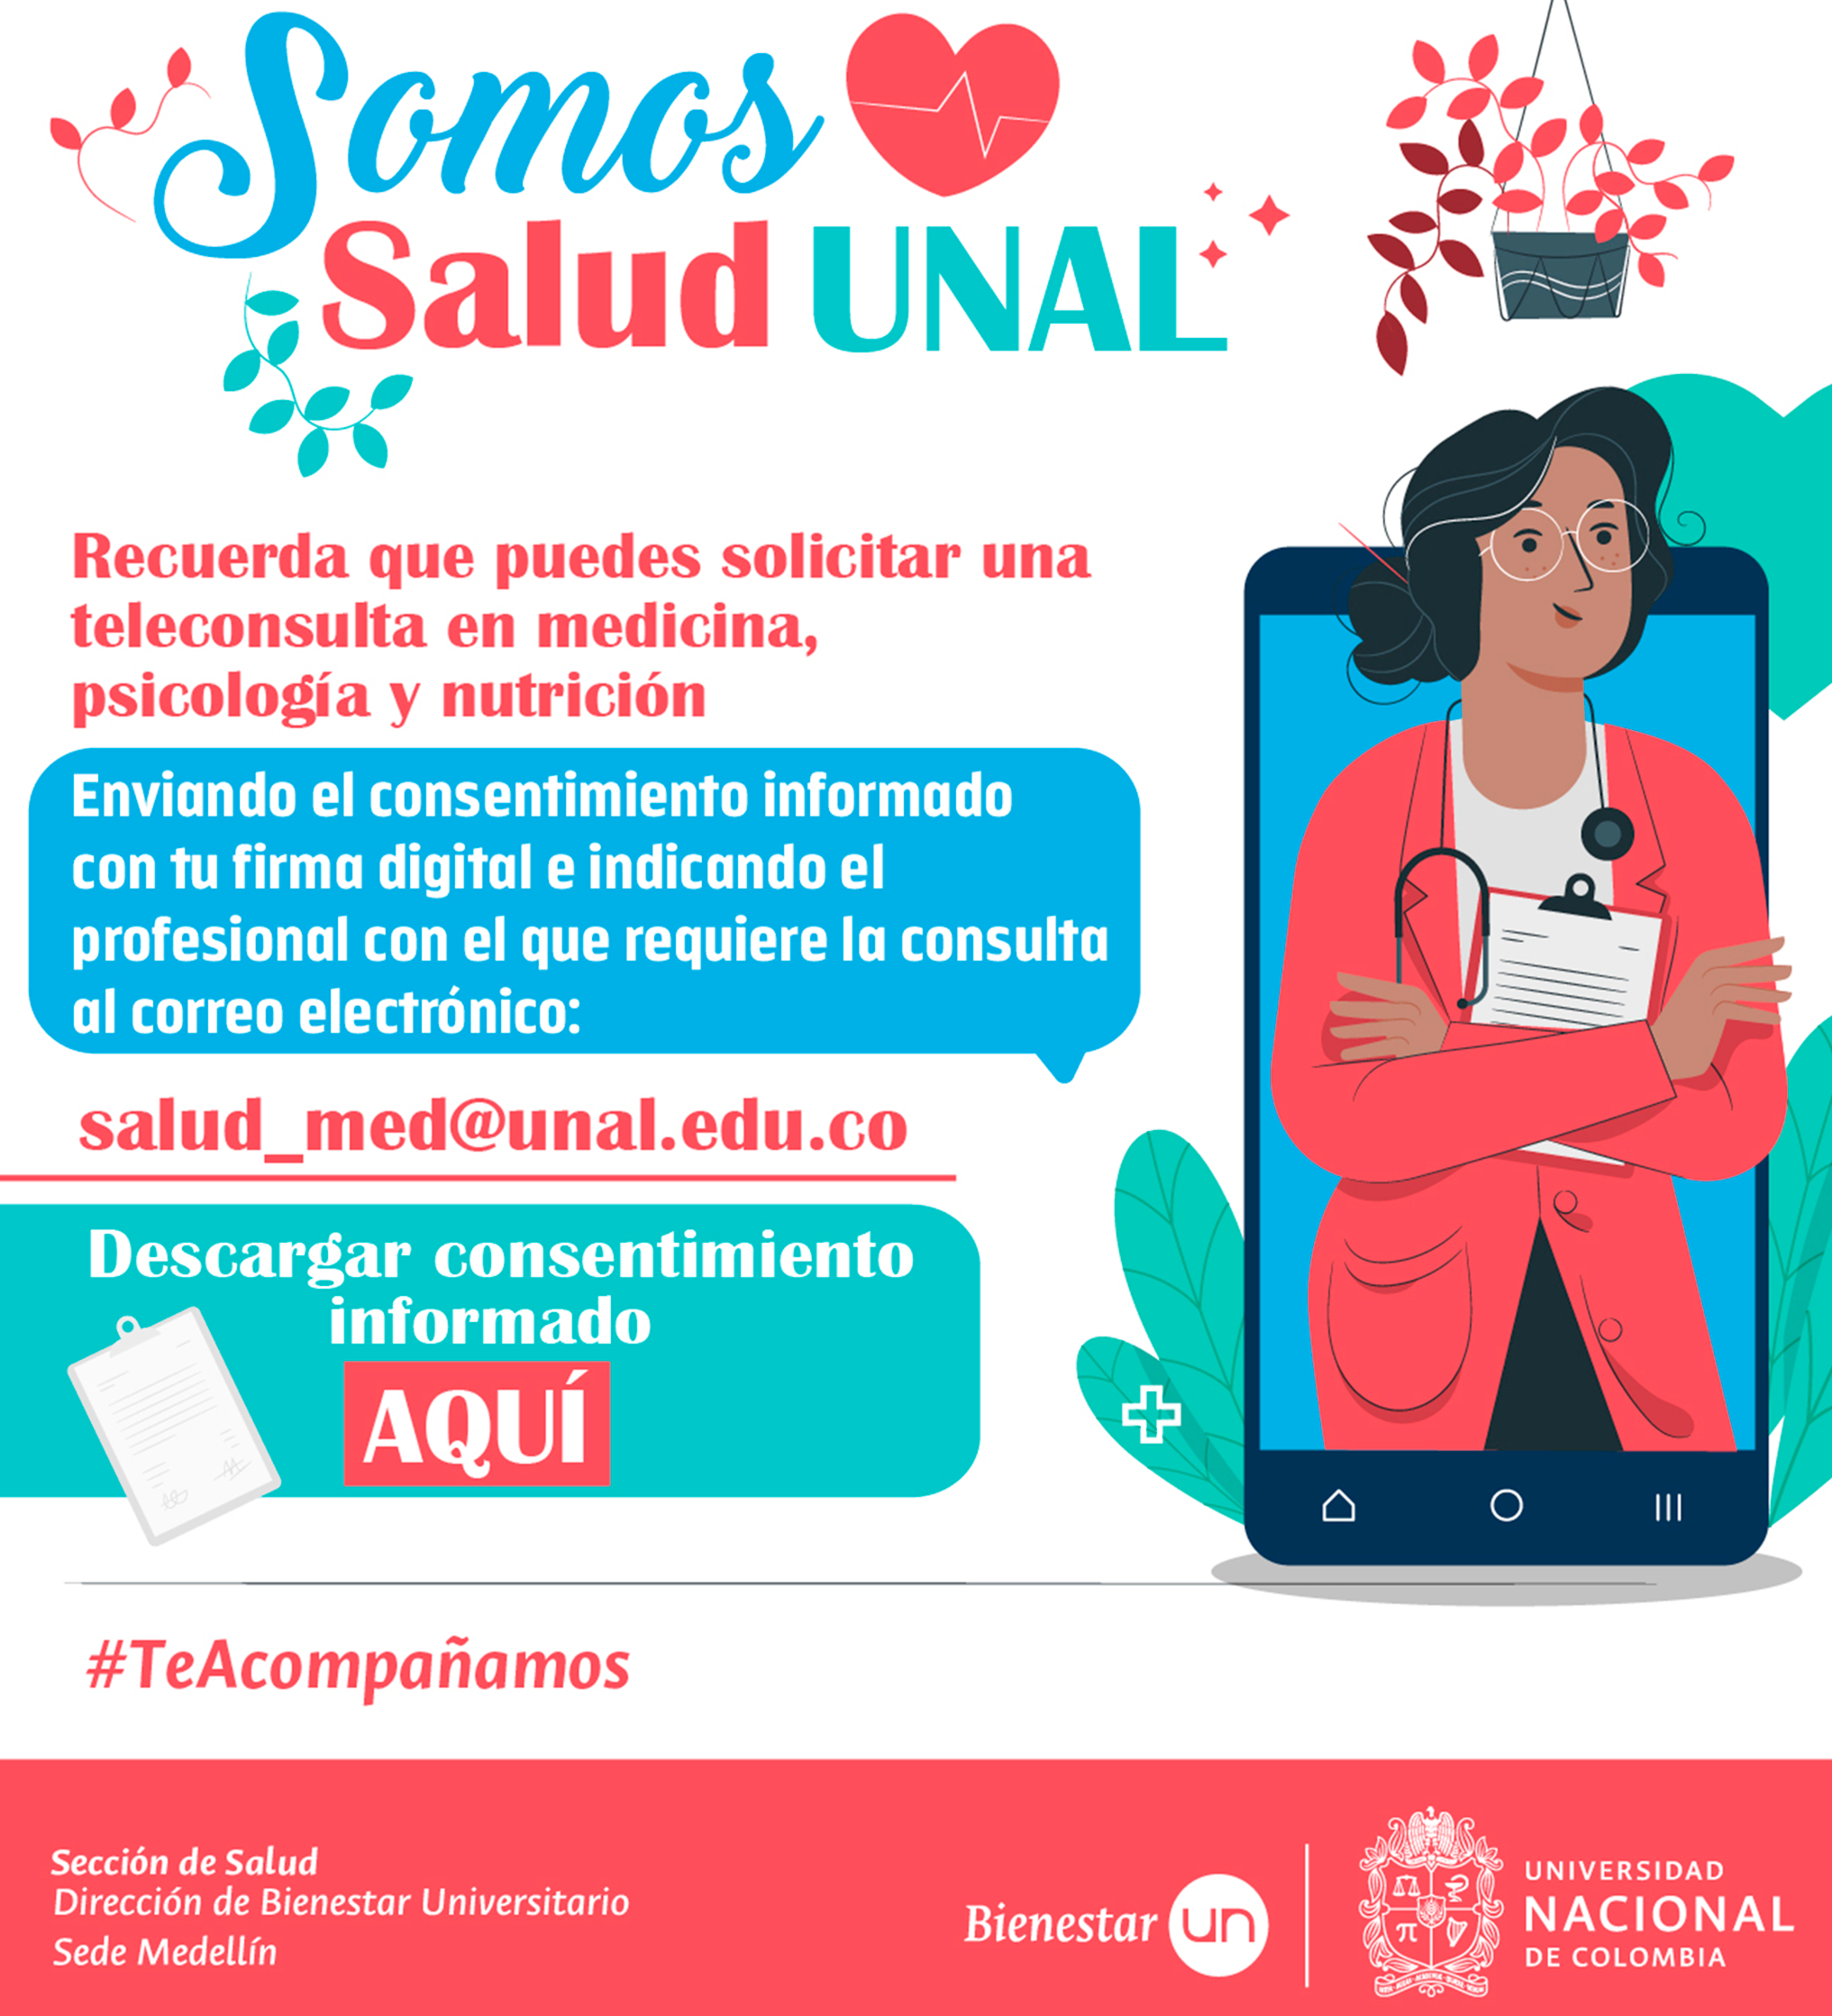 Somos
Salud UNAL
Recuerda que puedes solicitar una
teleconsulta en medicina,
psicología y nutrición
Enviando el consentimiento informado
con tu firma digital e indicando el
profesional con el que requiere la consulta
al correo electrónico:
salud_med@unal.edu.co
Descargar consentimiento
informado
AQUÍ
#TeAcompañamos
Sección de Salud
Dirección de Bienestar Universitario
Sede Medellín
Bienestar un
UNIVERSIDAD
NACIONAL
DE COLOMBIA